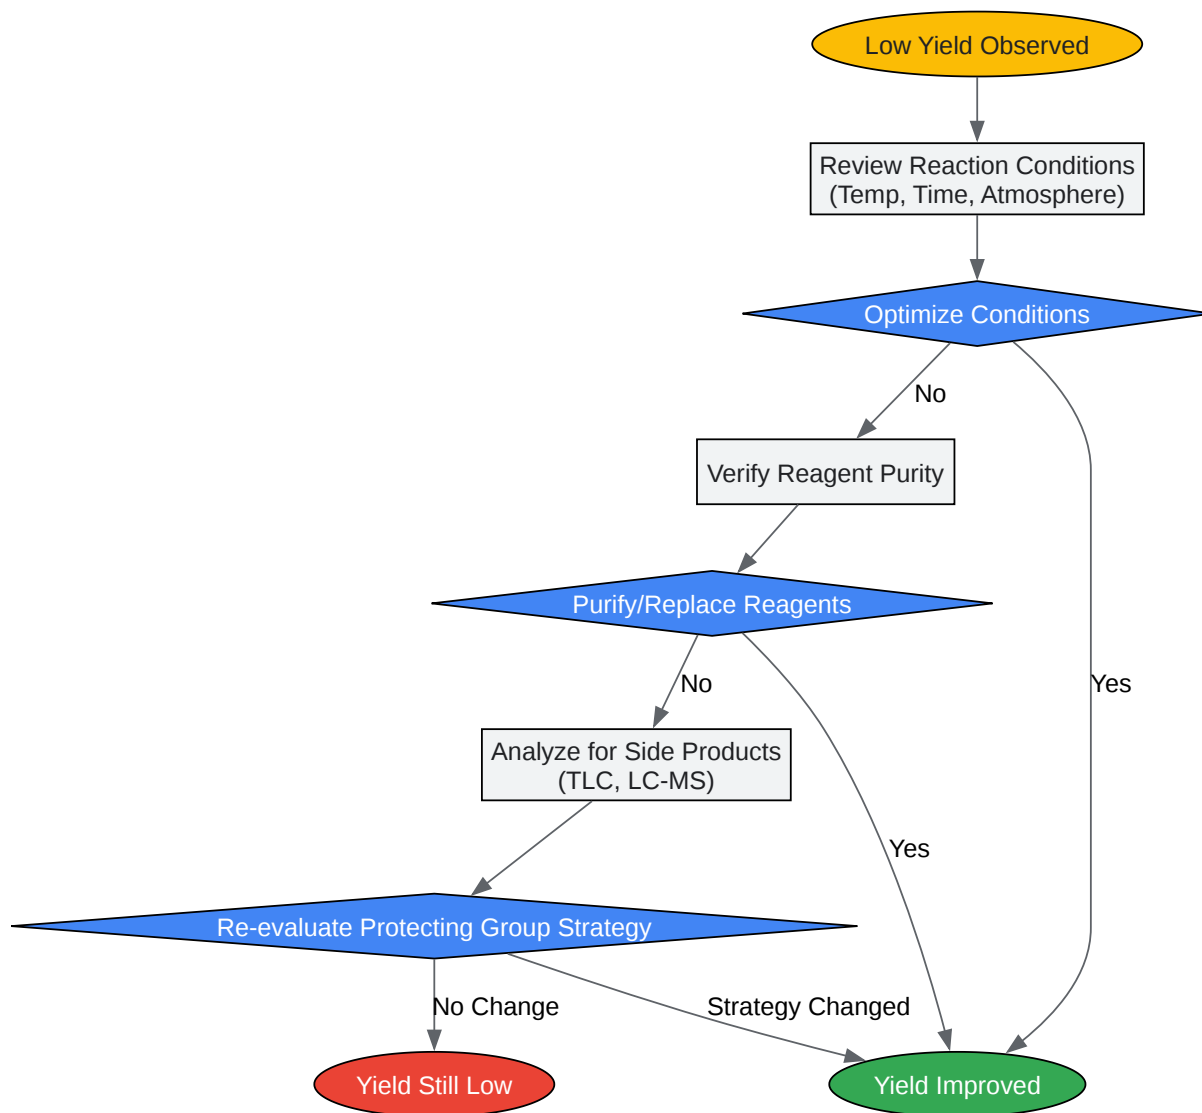 Low Yield Observed
Review Reaction Conditions
(Temp, Time, Atmosphere)
Optimize Conditions
No
Verify Reagent Purity
Purify/Replace Reagents
No
Yes
Analyze for Side Products
(TLC, LC-MS)
Yes
Re-evaluate Protecting Group Strategy
No Change
Strategy Changed
Yield Still Low
Yield Improved